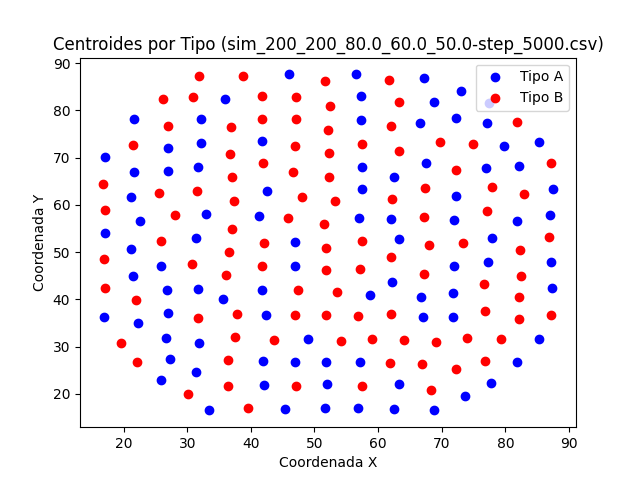 Centroides por Tipo (sim_200_200_80.0_60.0_50.0-step_5000.csv)
Tipo A
Tipo B
90
80
70
60
50
40
30
20
Coordenada Y
20 30 40 50 60 70 80 90
Coordenada X